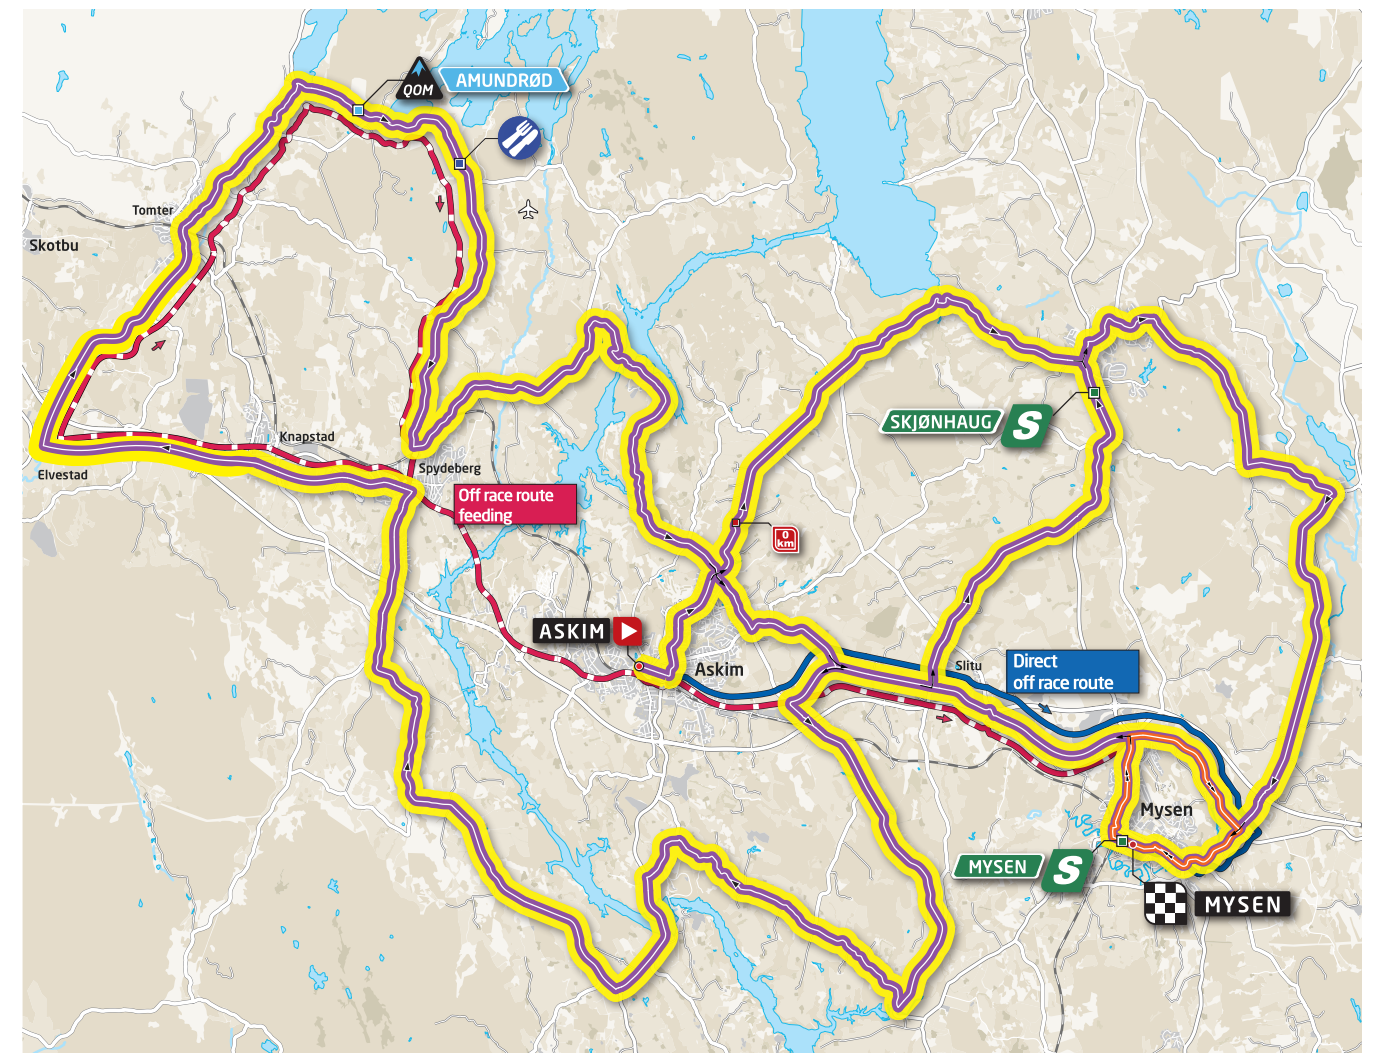 QOM
AMUNDRØD
Tomter
Skotbu
SKJØNHAUG
S
Knapstad
Spydeberg
Elvestad
Off race route
feeding
0
km
ASKIM
Askim
Slitu
Direct
off race route
Mysen
MYSEN
S
MYSEN